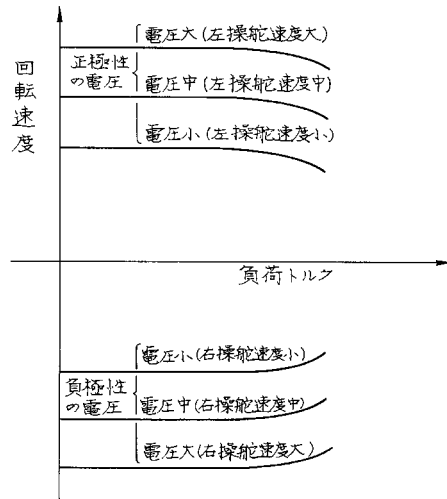 電圧大(左操舵速度大)
回転速度
正極性の電圧
電圧中(左操舵速度中)
電圧小(左操舵速度小)
負荷トルク
電圧小(右操舵速度小)
負極性の電圧
電圧中(右操舵速度中)
電圧大(右操舵速度大)